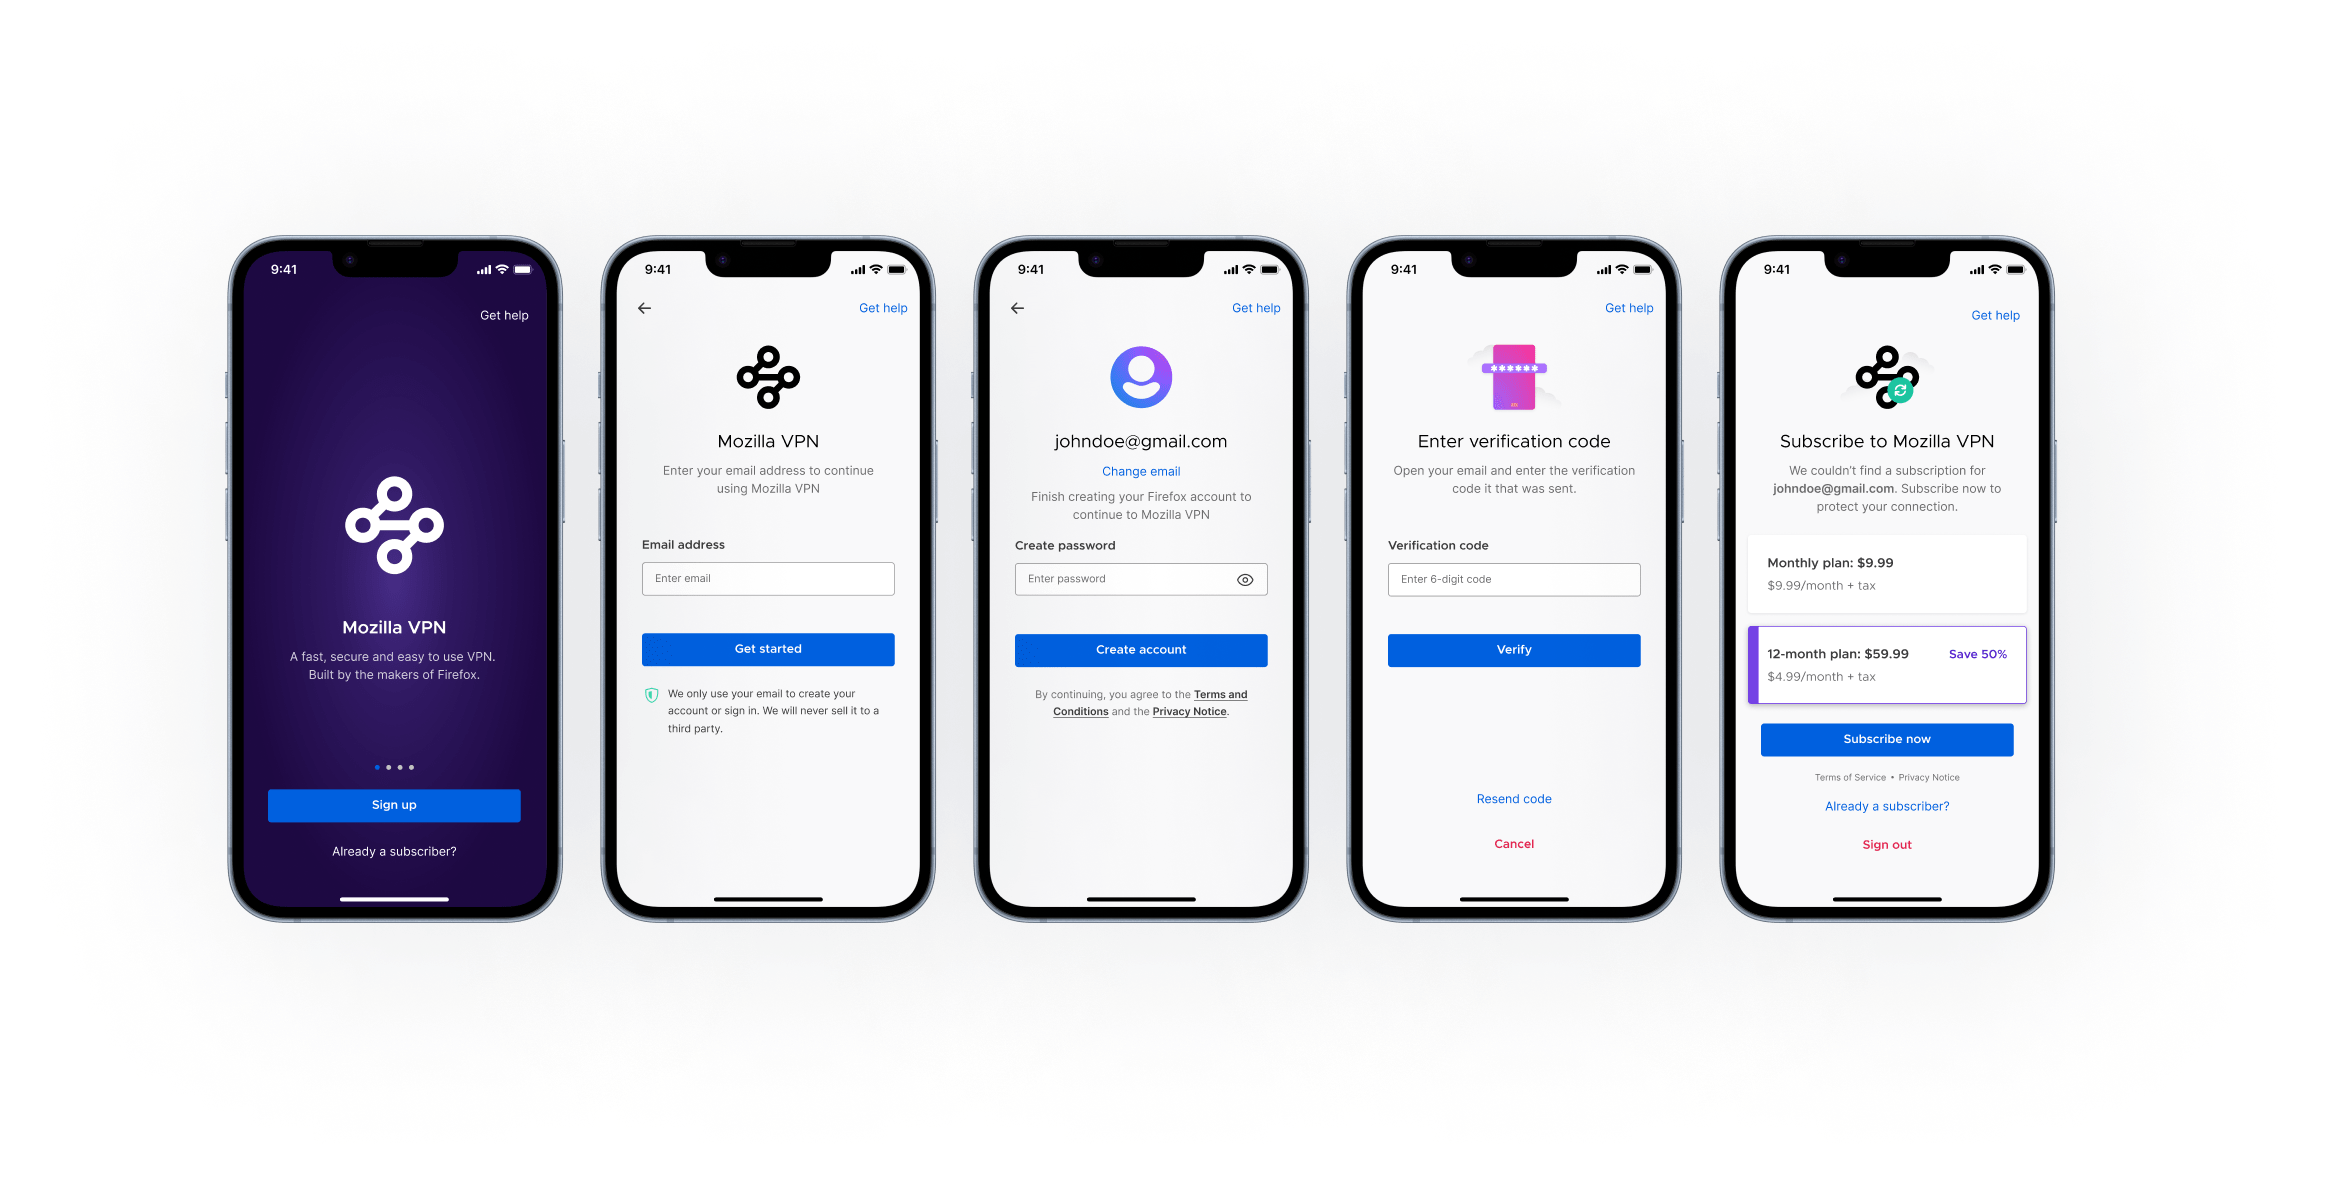 9:41
Get help
Mozilla VPN
A fast, secure and easy to use VPN.
Built by the makers of Firefox.
Sign up
Already a subscriber?
9:41
Get help
Mozilla VPN
Enter your email address to continue
using Mozilla VPN
Email address
Enter email
Get started
We only use your email to create your
account or sign in. We will never sell it to a
third party.
9:41
Get help
johndoe@gmail.com
Change email
Finish creating your Firefox account to
continue to Mozilla VPN
Create password
Enter password
Create account
By continuing, you agree to the Terms and
Conditions and the Privacy Notice.
9:41
Get help
******
Enter verification code
Open your email and enter the verification
code it that was sent.
Verification code
Enter 6-digit code
Verify
Resend code
Cancel
9:41
Get help
Subscribe to Mozilla VPN
We couldn't find a subscription for
johndoe@gmail.com. Subscribe now to
protect your connection.
Monthly plan: $9.99
$9.99/month + tax
12-month plan: $59.99 Save 50%
$4.99/month + tax
Subscribe now
Terms of Service • Privacy Notice
Already a subscriber?
Sign out